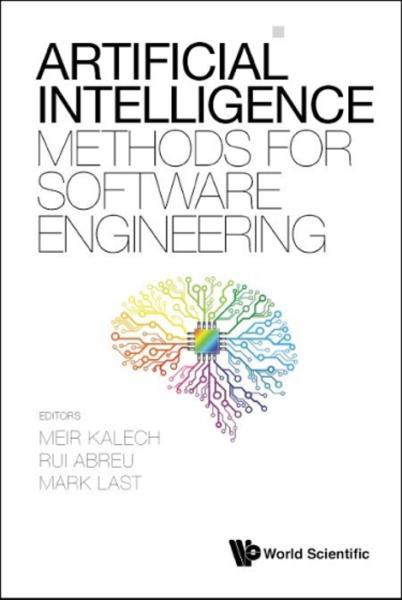 ARTIFICIAL
INTELLIGENCE
METHODS FOR
SOFTWARE
ENGINEERING
EDITORS
MEIR KALECH
RUI ABREU
MARK LAST
World Scientific